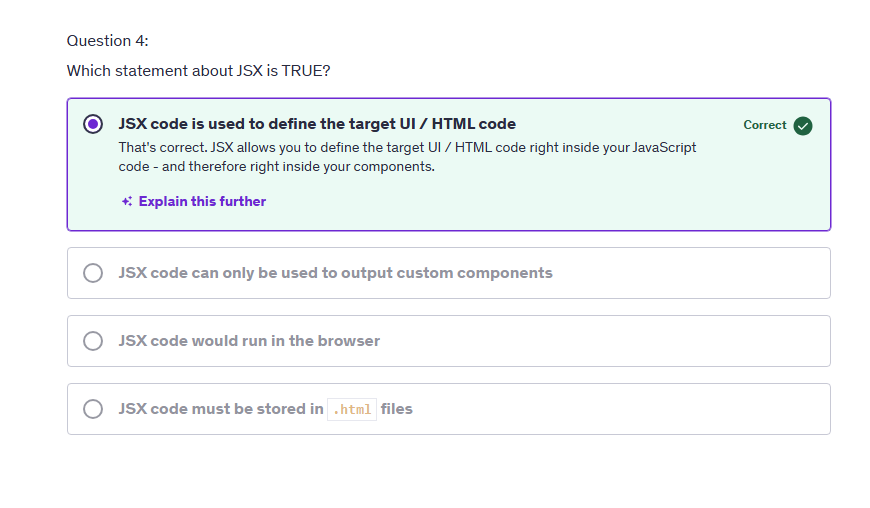 Question 4:
Which statement about JSX is TRUE?
JSX code is used to define the target UI / HTML code
Correct
That's correct. JSX allows you to define the target UI / HTML code right inside your JavaScript
code - and therefore right inside your components.
Explain this further
JSX code can only be used to output custom components
JSX code would run in the browser
JSX code must be stored in .html files